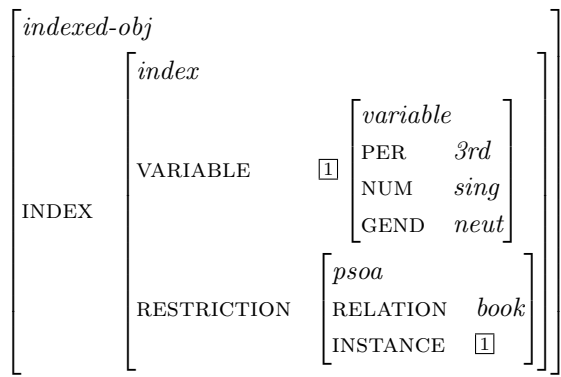 indexed-obj
index
variable
PER 3rd
VARIABLE 1
NUM sing
INDEX
GEND neut
psoa
RESTRICTION RELATION book
INSTANCE 1